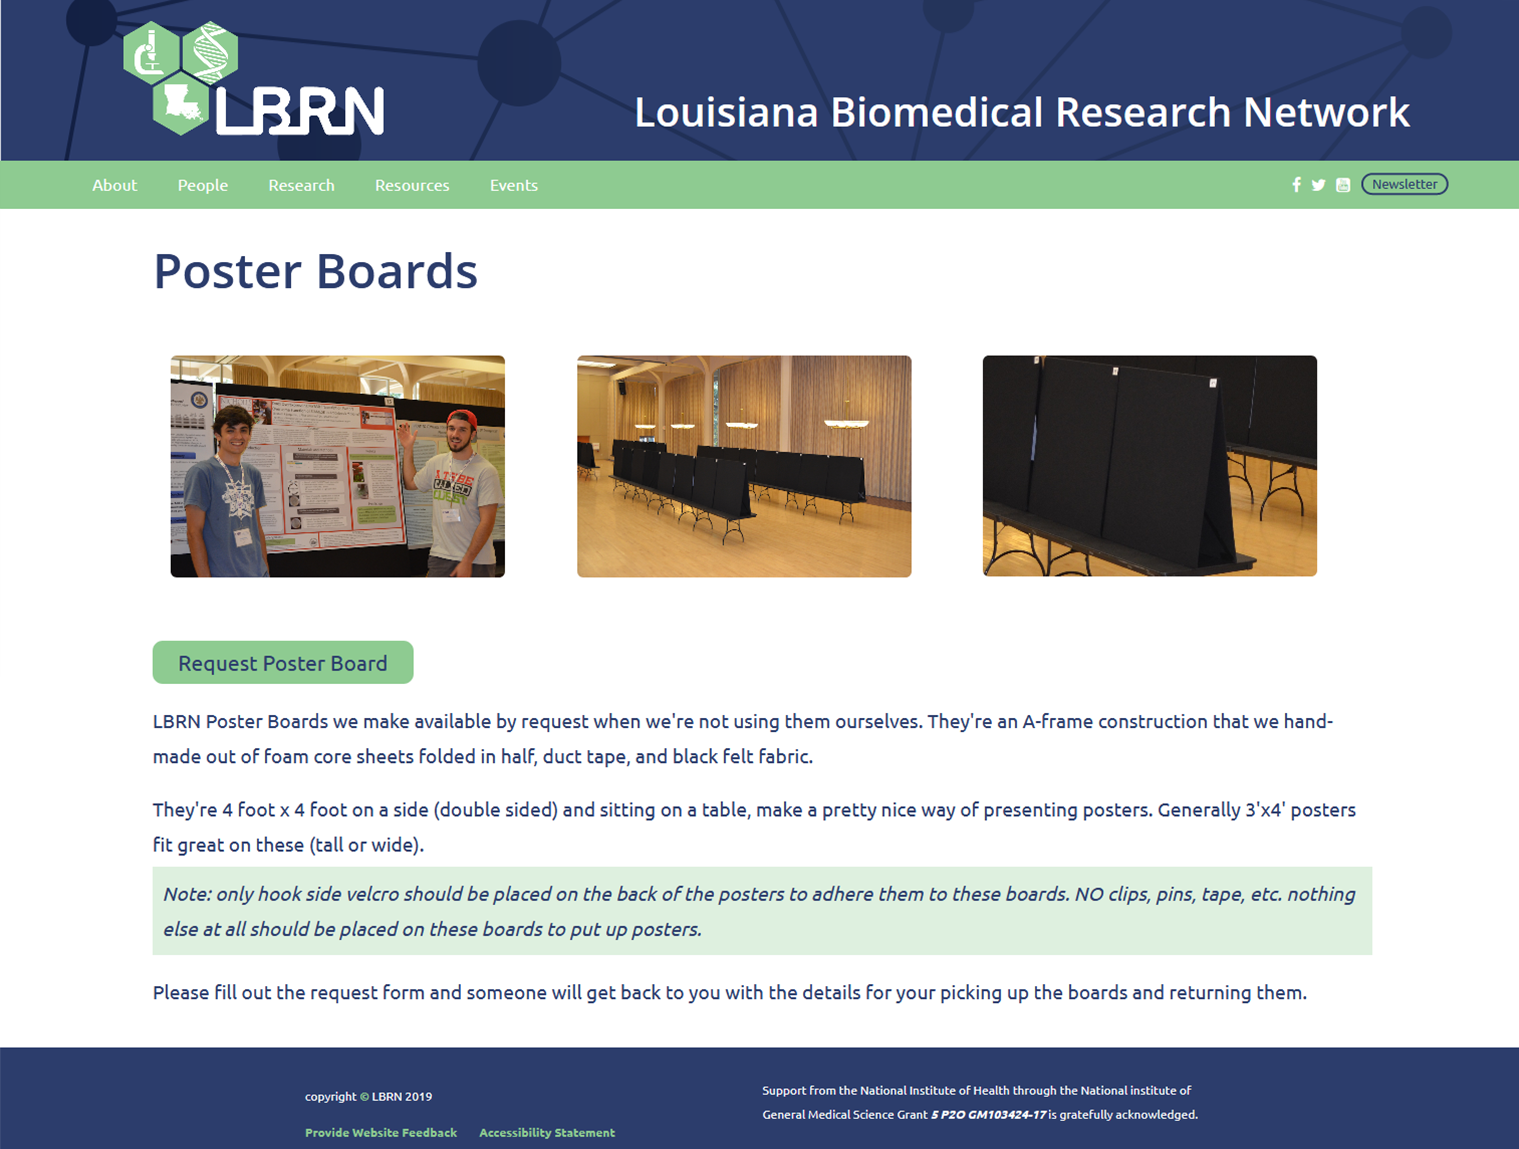 LBRN
Louisiana Biomedical Research Network
About People Research Resources Events
Newsletter
Poster Boards
Request Poster Board
LBRN Poster Boards we make available by request when we're not using them ourselves. They're an A-frame construction that we hand-
made out of foam core sheets folded in half, duct tape, and black felt fabric.
They're 4 foot x 4 foot on a side (double sided) and sitting on a table, make a pretty nice way of presenting posters. Generally 3'x4' posters
fit great on these (tall or wide).
Note: only hook side velcro should be placed on the back of the posters to adhere them to these boards. NO clips, pins, tape, etc. nothing
else at all should be placed on these boards to put up posters.
Please fill out the request form and someone will get back to you with the details for your picking up the boards and returning them.
copyright © LBRN 2019
Provide Website Feedback Accessibility Statement
Support from the National Institute of Health through the National institute of
General Medical Science Grant 5 P2O GM103424-17 is gratefully acknowledged.